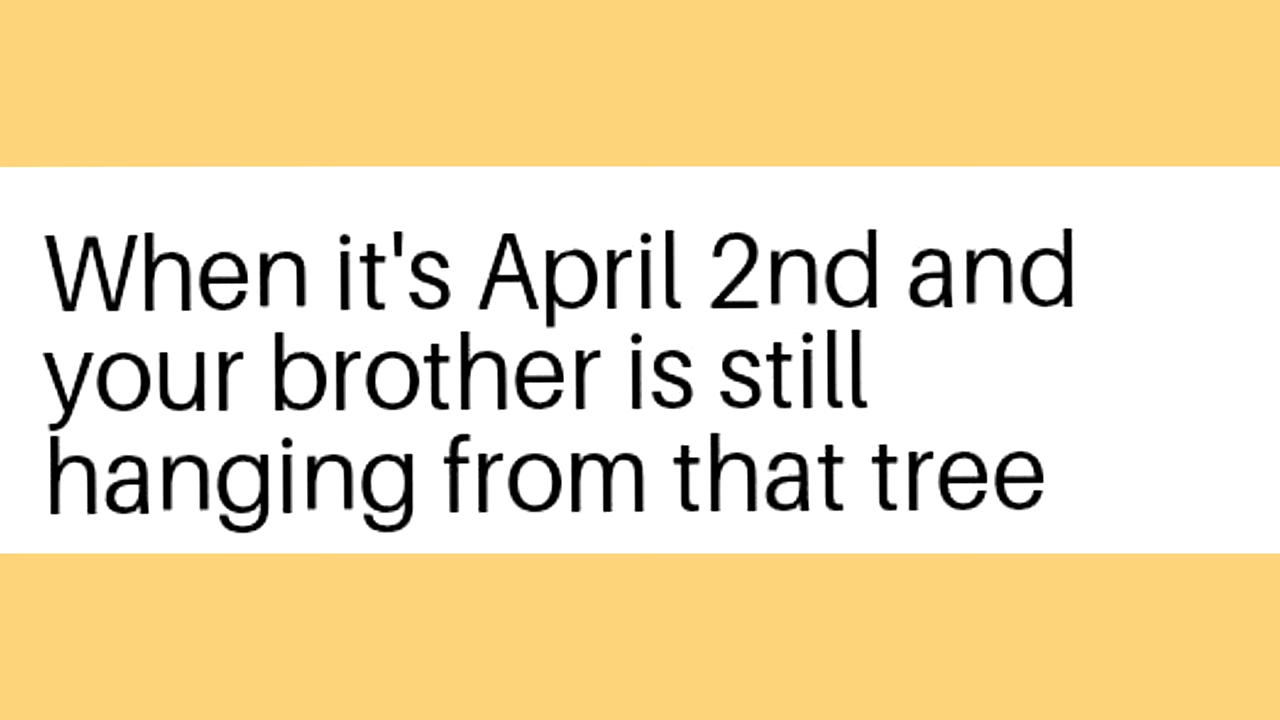 When it's April 2nd and
your brother is still
hanging from that tree